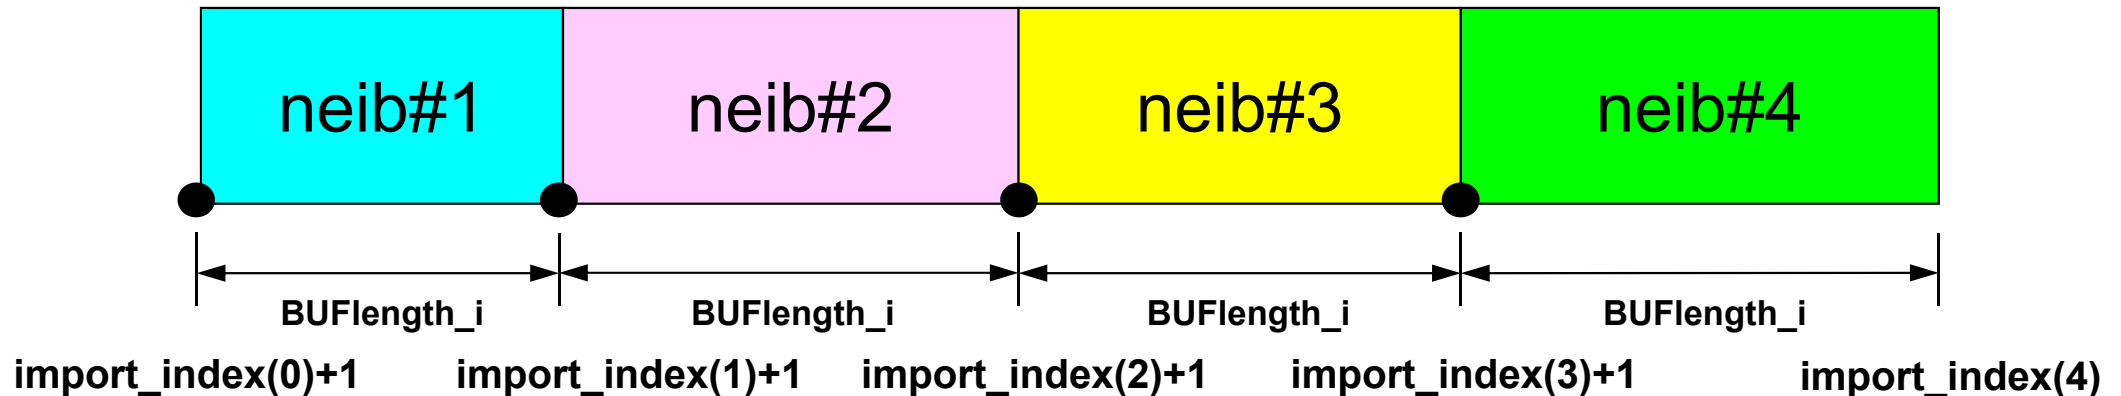 neib#1 neib#2 neib#3 neib#4
BUFlength_i BUFlength_i BUFlength_i BUFlength_i
import_index(0)+1 import_index(1)+1 import_index(2)+1 import_index(3)+1 import_index(4)